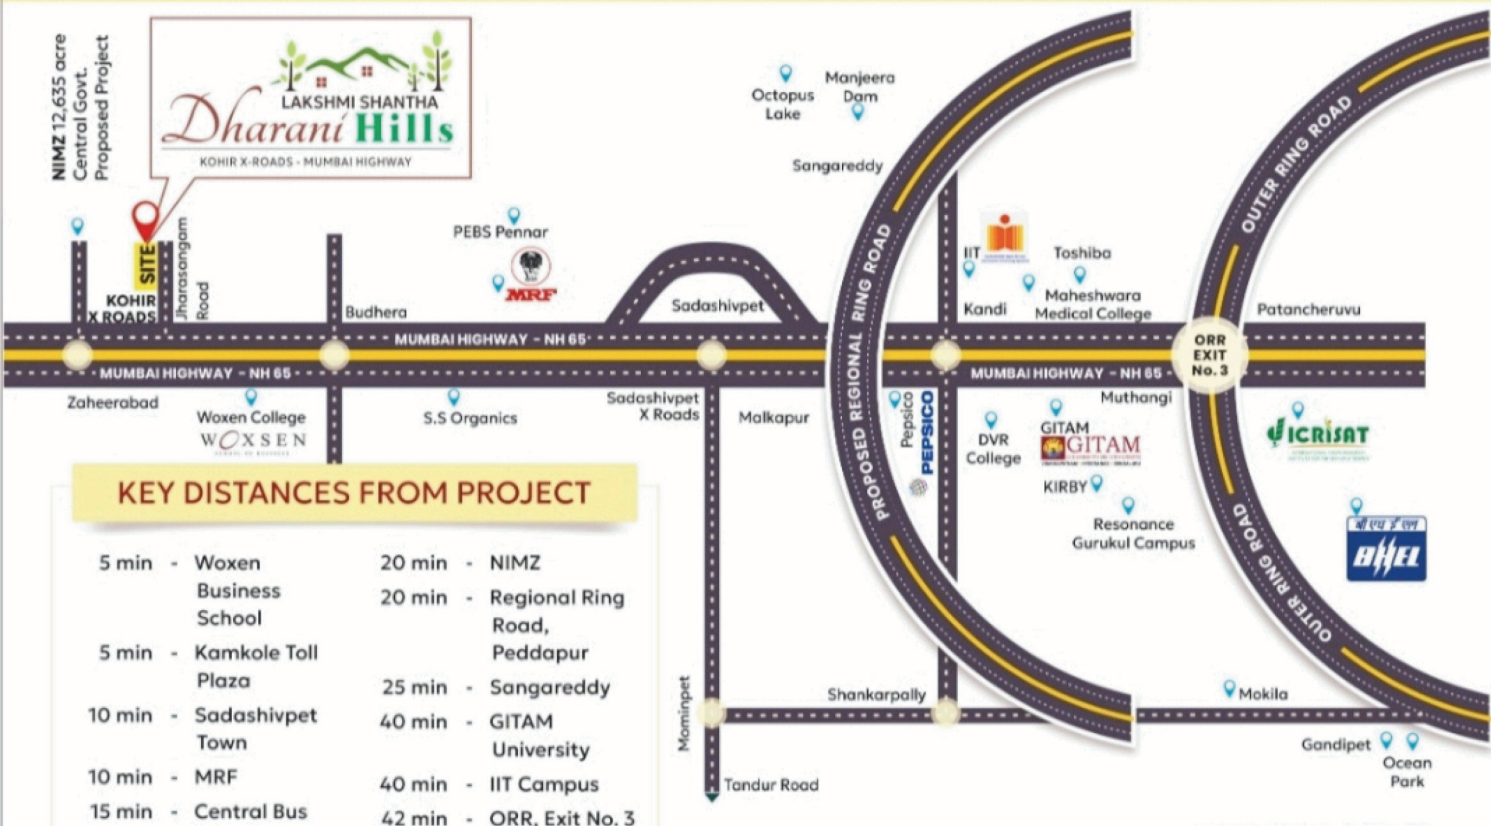 NIMZ 12,635 acre
Central Govt.
Proposed Project
LAKSHMI SHANTHA
Dharani Hills
KOHIR X-ROADS - MUMBAI HIGHWAY
SITE
KOHIR
X ROADS
Jharasangam
Road
Budhera
PEBS Pennar
MRF
Sadashivpet
Octopus
Lake
Manjeera
Dam
Sangareddy
PROPOSED REGIONAL RING ROAD
IIT
Kandi
Toshiba
Maheshwara
Medical College
OUTER RING ROAD
Patancheruvu
ORR
EXIT
No. 3
MUMBAI HIGHWAY - NH 65
MUMBAI HIGHWAY - NH 65
MUMBAI HIGHWAY - NH 65
Zaheerabad
Woxen College
WOXSEN
S.S Organics
Sadashivpet
X Roads
Malkapur
Pepsico
PEPSICO
DVR
College
GITAM
GITAM
KIRBY
Resonance
Gurukul Campus
Muthangi
ICRISAT
बी एच ई एल
BHEL
OUTER RING ROAD
KEY DISTANCES FROM PROJECT
5 min - Woxen
Business
School
5 min - Kamkole Toll
Plaza
10 min - Sadashivpet
Town
10 min - MRF
15 min - Central Bus
20 min - NIMZ
20 min - Regional Ring
Road,
Peddapur
25 min - Sangareddy
40 min - GITAM
University
40 min - IIT Campus
42 min - ORR, Exit No. 3
Mominpet
Tandur Road
Shankarpally
Mokila
Gandipet
Ocean
Park